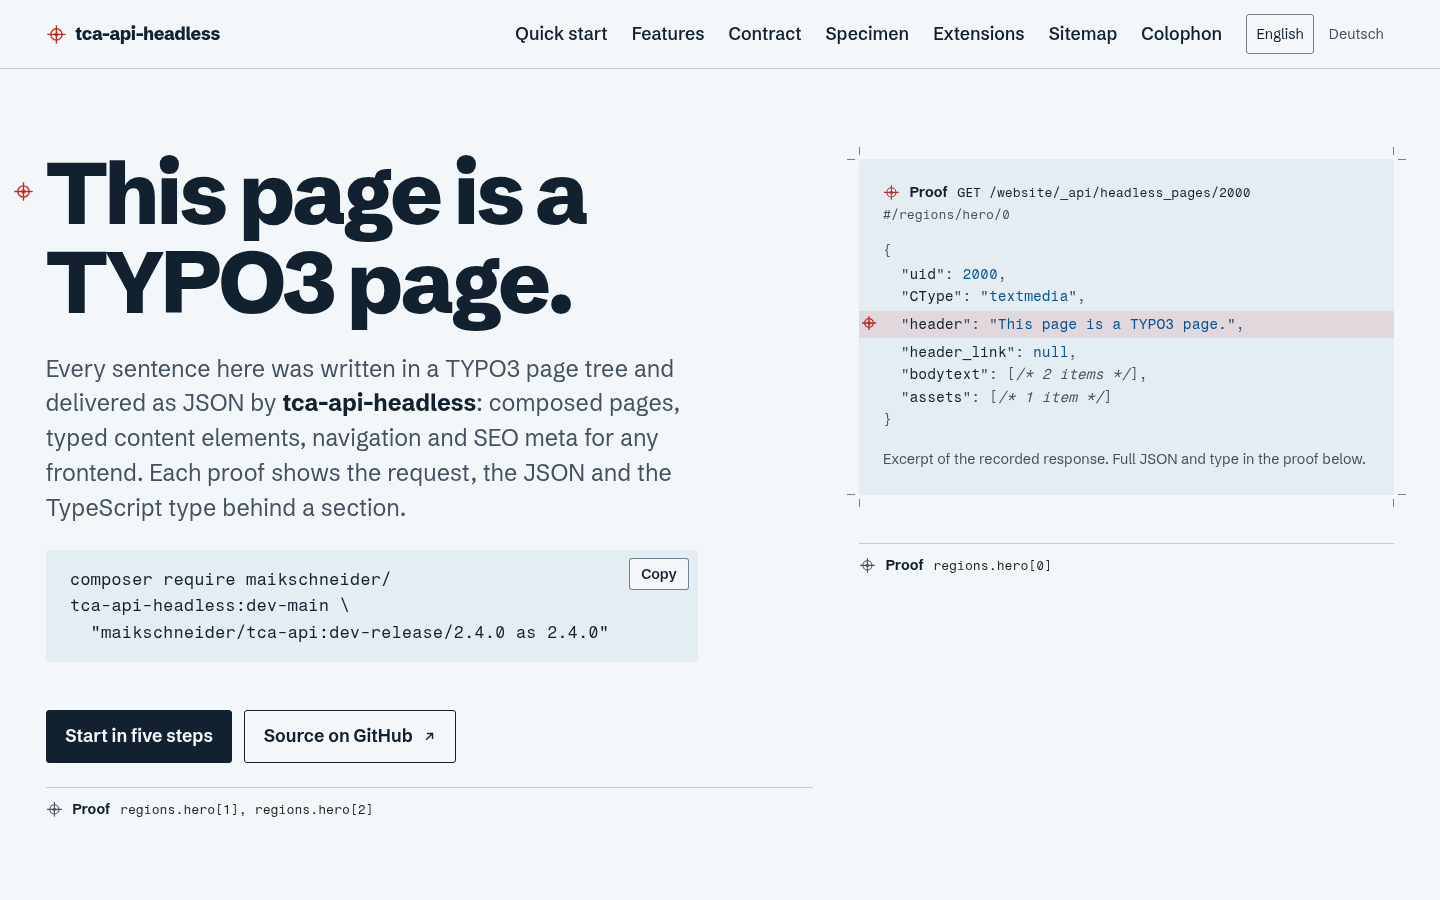 tca-api-headless
Quick start
Features
Contract
Specimen
Extensions
Sitemap
Colophon
English
Deutsch
This page is a
TYPO3 page.
Every sentence here was written in a TYPO3 page tree and
delivered as JSON by tca-api-headless: composed pages,
typed content elements, navigation and SEO meta for any
frontend. Each proof shows the request, the JSON and the
TypeScript type behind a section.
composer require maikschneider/
tca-api-headless:dev-main \
"maikschneider/tca-api:dev-release/2.4.0 as 2.4.0"
Copy
Start in five steps
Source on GitHub ↗
Proof regions.hero[1], regions.hero[2]
Proof GET /website/_api/headless_pages/2000
#/regions/hero/0
{
"uid": 2000,
"CType": "textmedia",
"header": "This page is a TYPO3 page.",
"header_link": null,
"bodytext": [/* 2 items */],
"assets": [/* 1 item */]
}
Excerpt of the recorded response. Full JSON and type in the proof below.
Proof regions.hero[0]